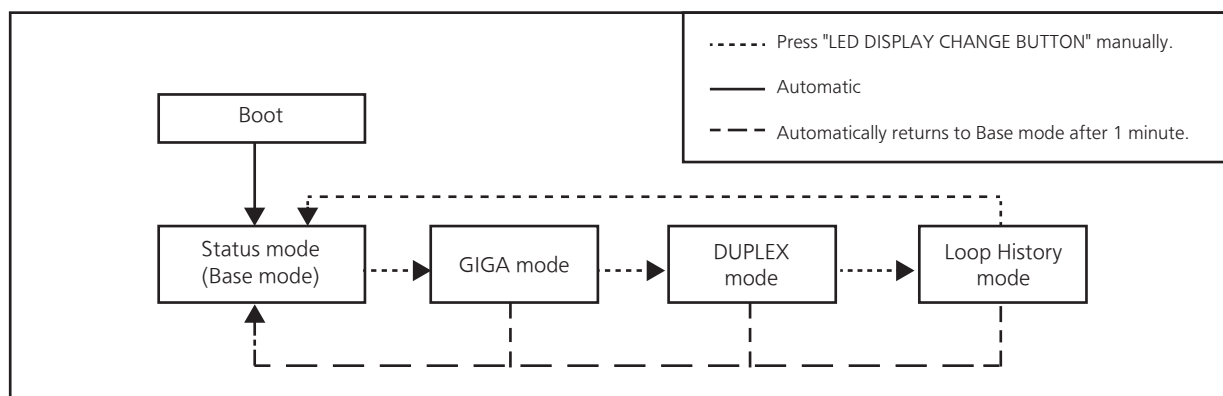 Press "LED DISPLAY CHANGE BUTTON" manually.
Automatic
Automatically returns to Base mode after 1 minute.
Boot
Status mode
(Base mode)
GIGA mode
DUPLEX
mode
Loop History
mode